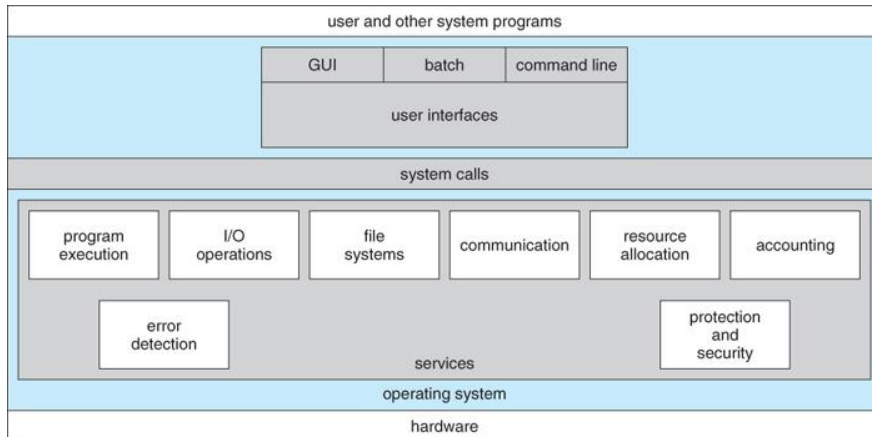 user and other system programs
GUI
batch
command line
user interfaces
system calls
program
execution
I/O
operations
file
systems
communication
resource
allocation
accounting
error
detection
protection
and
security
services
operating system
hardware